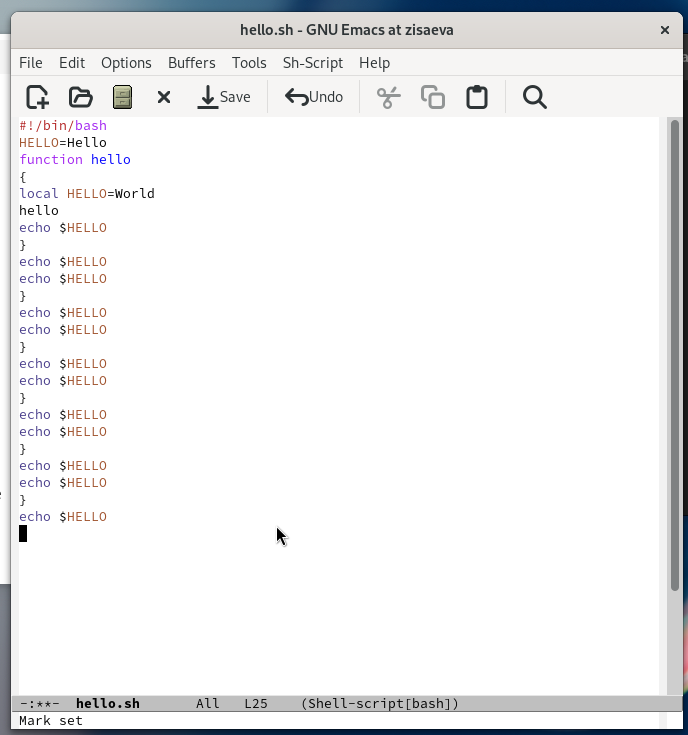 hello.sh - GNU Emacs at zisaeva
File Edit Options Buffers Tools Sh-Script Help
Save Undo
#!/bin/bash
HELLO=Hello
function hello
{
local HELLO=World
hello
echo $HELLO
}
echo $HELLO
echo $HELLO
}
echo $HELLO
echo $HELLO
}
echo $HELLO
echo $HELLO
}
echo $HELLO
echo $HELLO
}
echo $HELLO
echo $HELLO
}
echo $HELLO
-:**- hello.sh All L25 (Shell-script[bash])
Mark set